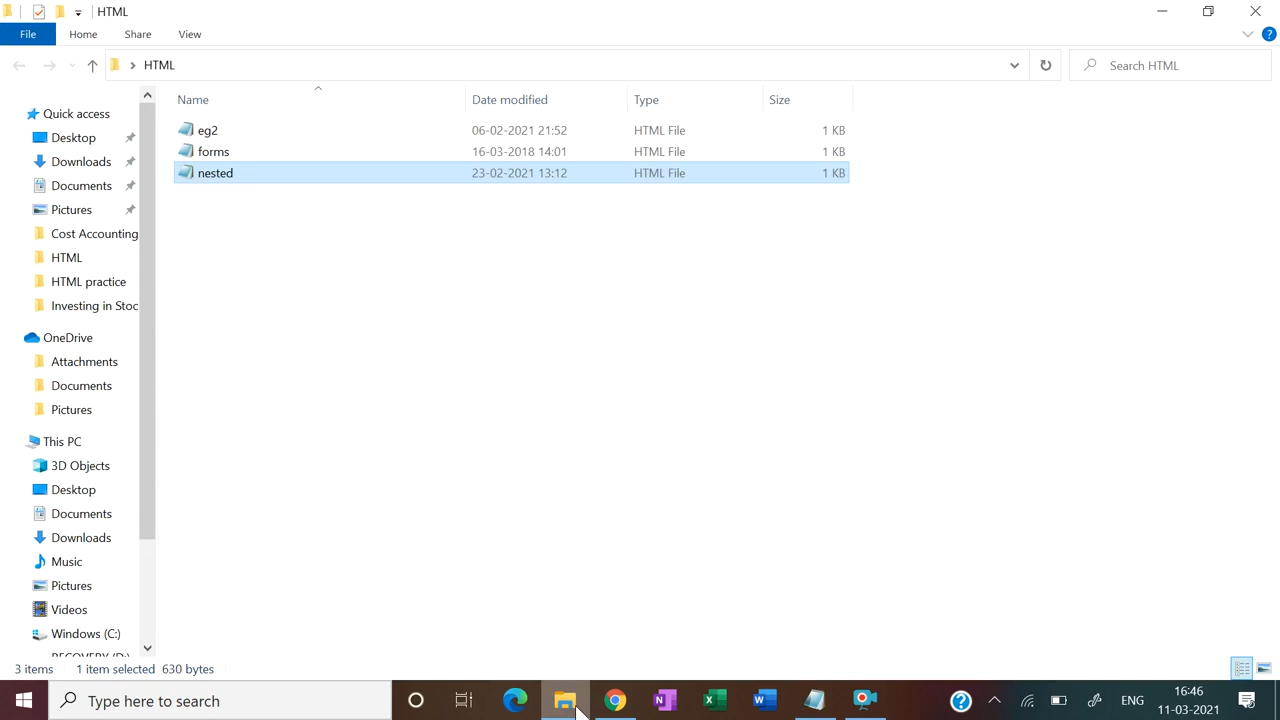 HTML
File Home Share View
HTML
Search HTML
Name Date modified Type Size
eg2 06-02-2021 21:52 HTML File 1 KB
forms 16-03-2018 14:01 HTML File 1 KB
nested 23-02-2021 13:12 HTML File 1 KB
Quick access
Desktop
Downloads
Documents
Pictures
Cost Accounting
HTML
HTML practice
Investing in Stoc
OneDrive
Attachments
Documents
Pictures
This PC
3D Objects
Desktop
Documents
Downloads
Music
Pictures
Videos
Windows (C:)
RECOVERY (D:)
3 items 1 item selected 630 bytes
Type here to search
ENG
16:46
11-03-2021